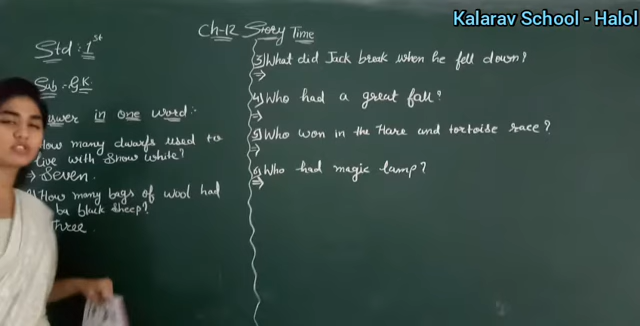 Kalarav School - Halol
Ch-12 Story Time
Std : 1st
Sub :- G.K.
swer in one word :-
How many dwarfs used to
live with Snow white?
→ Seven.
How many bags of wool had
ba black sheep?
Three.
3) What did Jack break when he fell down?
⇒
4) Who had a great fall?
⇒
5) Who won in the Hare and tortoise race?
⇒
6) Who had magic lamp?
⇒